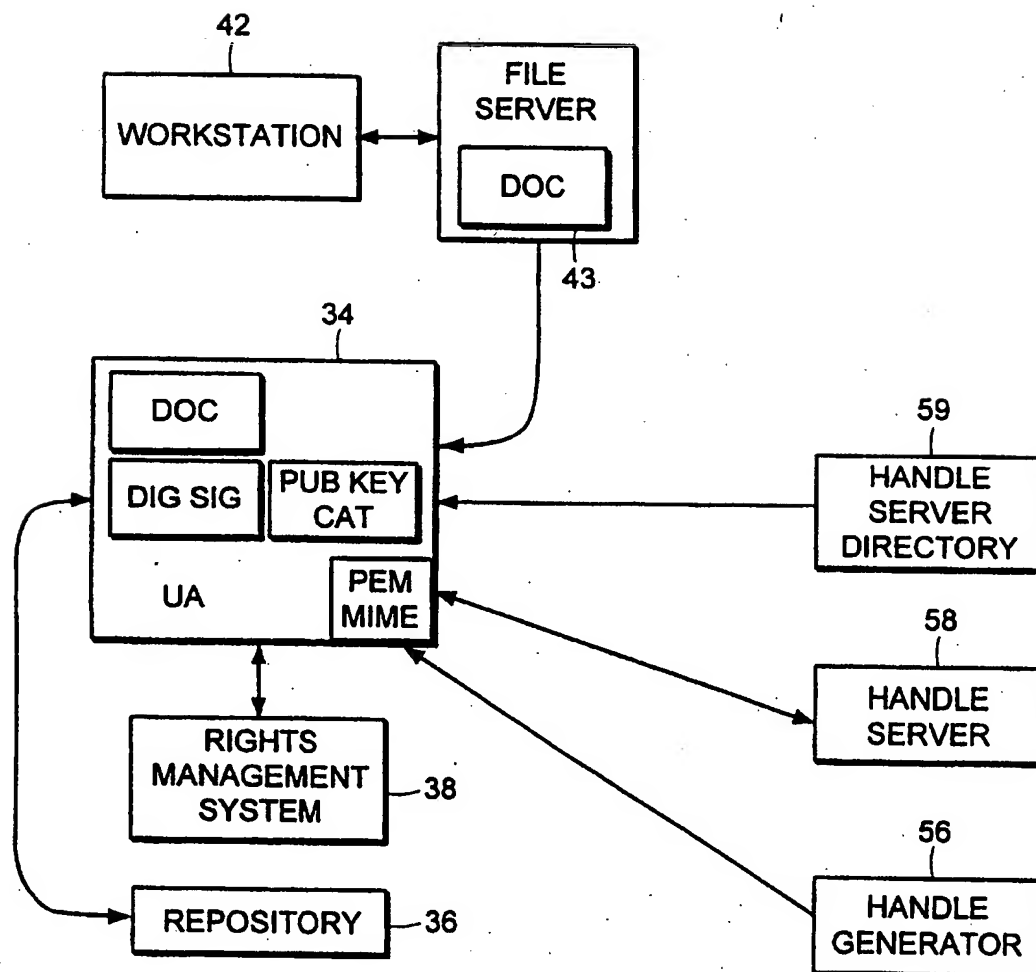 42
WORKSTATION
FILE
SERVER
DOC
43
34
DOC
DIG SIG
PUB KEY
CAT
UA
PEM
MIME
59
HANDLE
SERVER
DIRECTORY
58
HANDLE
SERVER
RIGHTS
MANAGEMENT
SYSTEM
38
56
HANDLE
GENERATOR
REPOSITORY
36